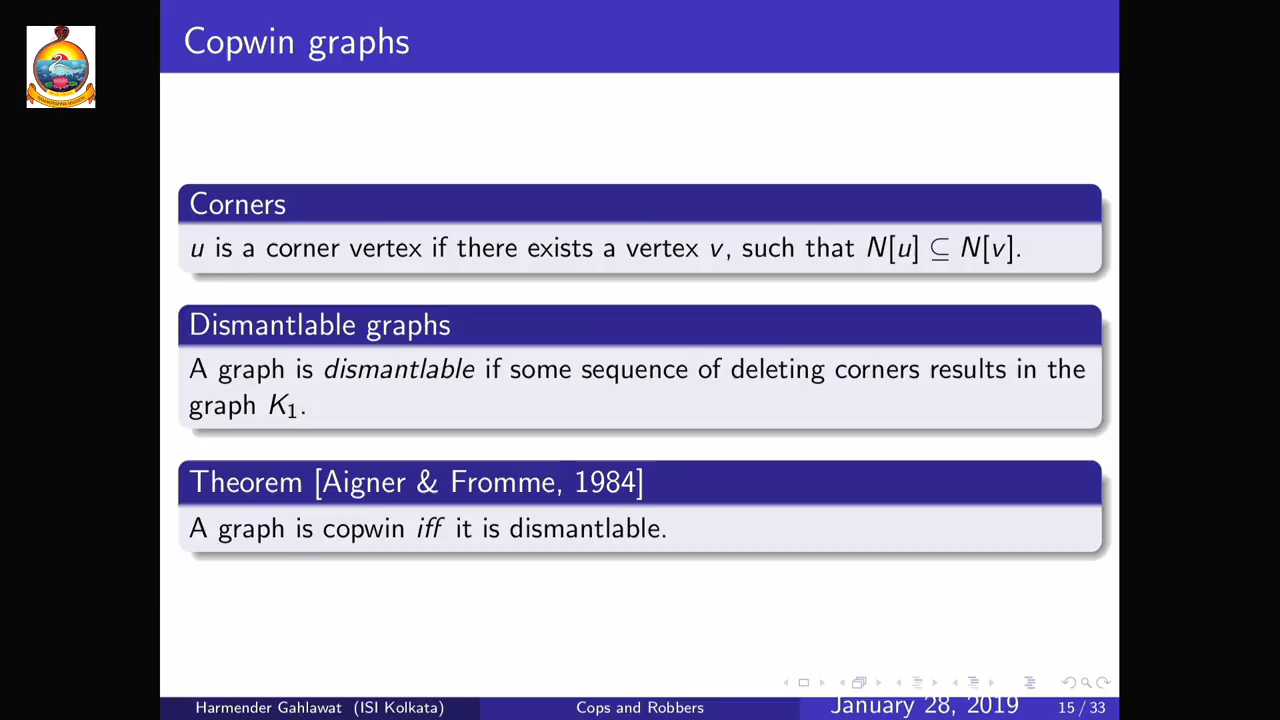 Copwin graphs
Corners
u is a corner vertex if there exists a vertex v, such that N[u] ⊆ N[v].
Dismantlable graphs
A graph is dismantlable if some sequence of deleting corners results in the
graph K₁.
Theorem [Aigner & Fromme, 1984]
A graph is copwin iff it is dismantlable.
Harmender Gahlawat (ISI Kolkata)
Cops and Robbers
January 28, 2019
15 / 33